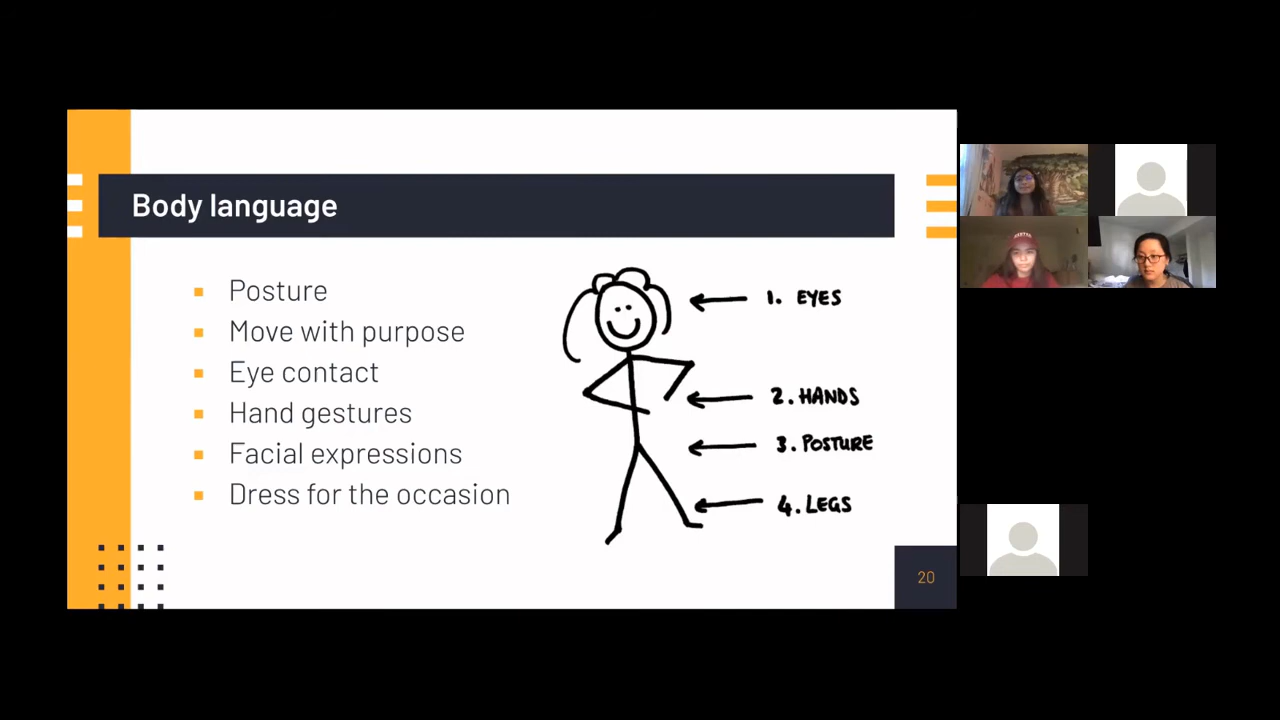 Body language
Posture
Move with purpose
Eye contact
Hand gestures
Facial expressions
Dress for the occasion
1. EYES
2. HANDS
3. POSTURE
4. LEGS
20